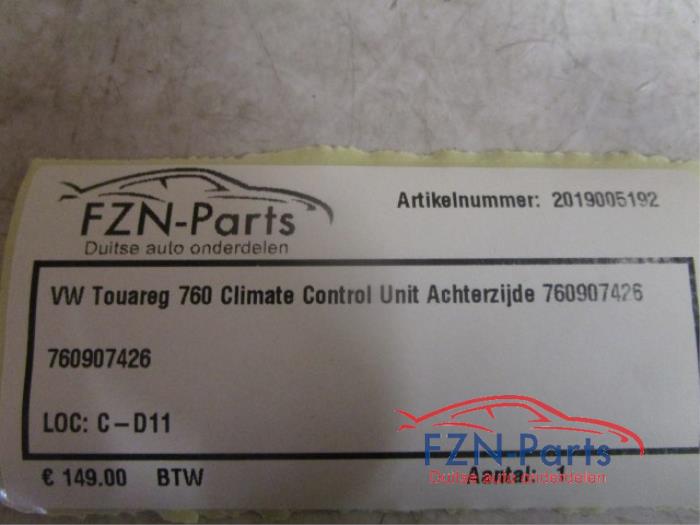 FZN-Parts
Duitse auto onderdelen
Artikelnummer: 2019005192
VW Touareg 760 Climate Control Unit Achterzijde 760907426
760907426
LOC: C-D11
€ 149.00 BTW
Aantal: 1
FZN-Parts
Duitse auto onderdelen